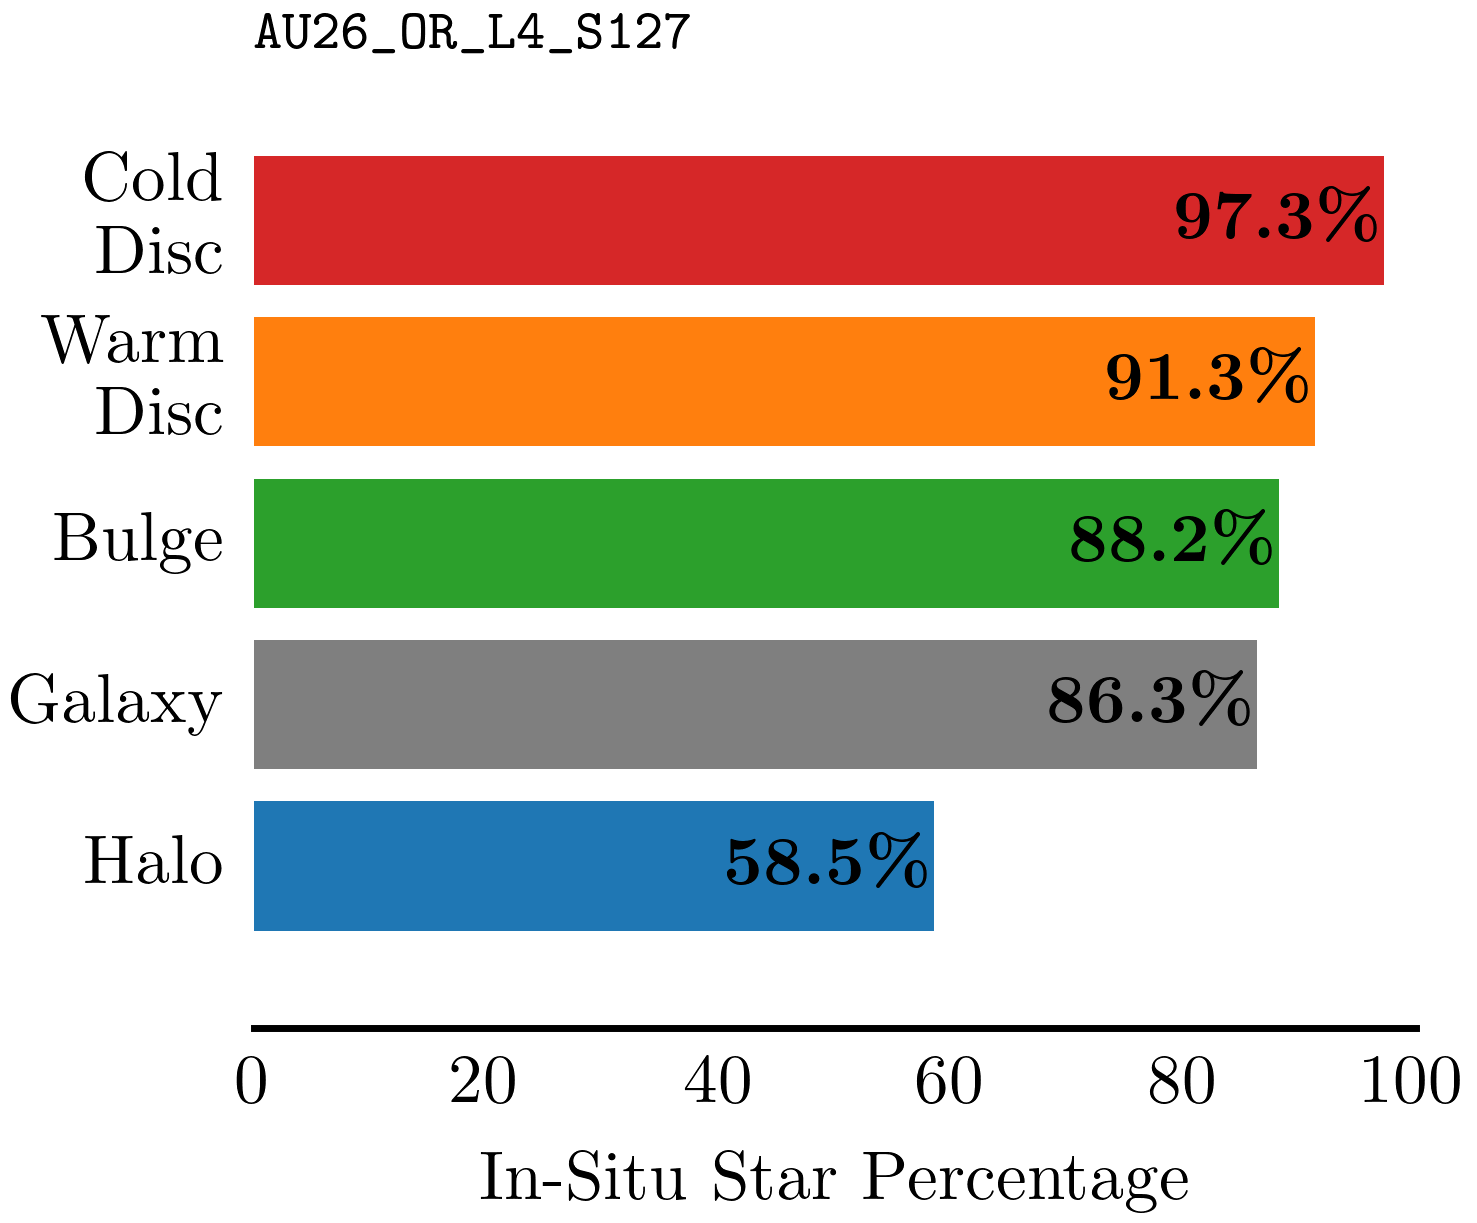 AU26_OR_L4_S127
Cold
Disc
97.3%
Warm
Disc
91.3%
Bulge
88.2%
Galaxy
86.3%
Halo
58.5%
0 20 40 60 80 100
In-Situ Star Percentage